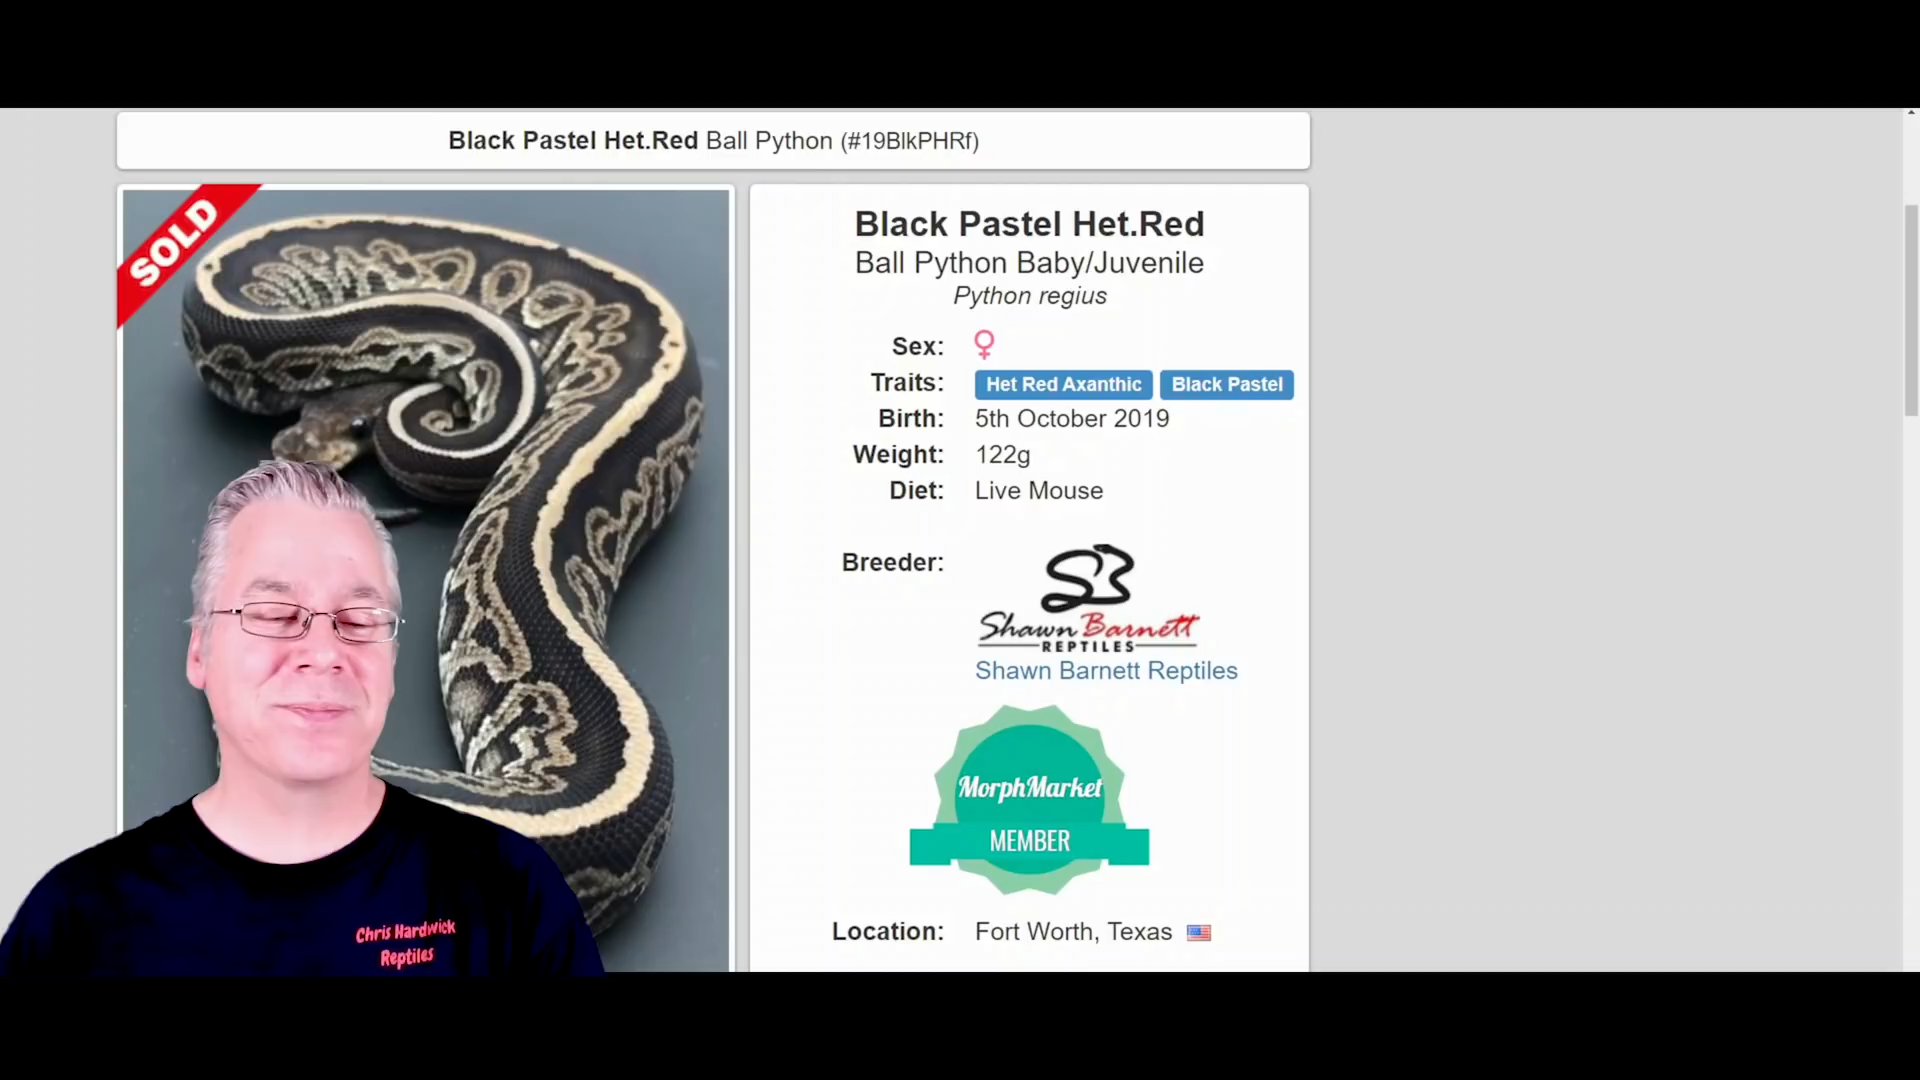 Black Pastel Het.Red Ball Python (#19BlkPHRf)
SOLD
Black Pastel Het.Red
Ball Python Baby/Juvenile
Python regius
Sex: ♀
Traits: Het Red Axanthic Black Pastel
Birth: 5th October 2019
Weight: 122g
Diet: Live Mouse
Breeder:
SB
Shawn Barnett
REPTILES
Shawn Barnett Reptiles
MorphMarket
MEMBER
Location: Fort Worth, Texas
Chris Hardwick
Reptiles